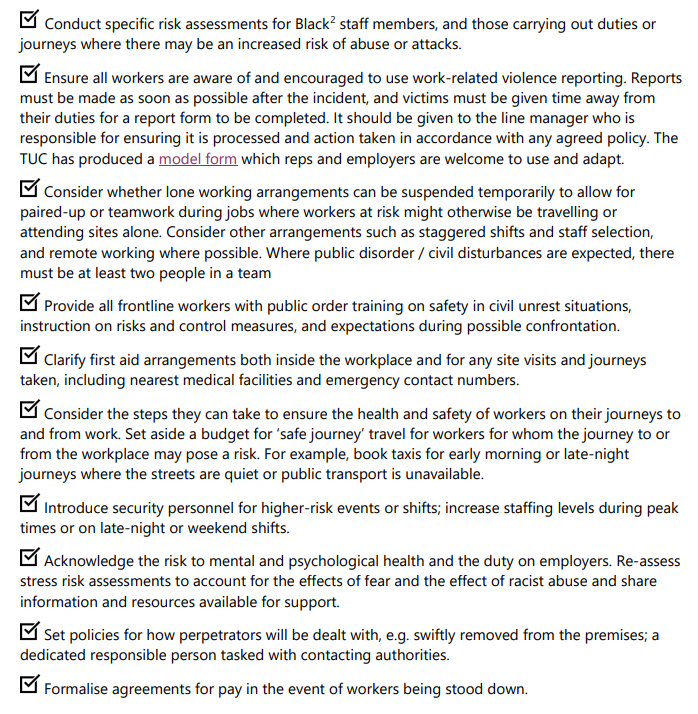 ☑ Conduct specific risk assessments for Black² staff members, and those carrying out duties or
journeys where there may be an increased risk of abuse or attacks.
☑ Ensure all workers are aware of and encouraged to use work-related violence reporting. Reports
must be made as soon as possible after the incident, and victims must be given time away from
their duties for a report form to be completed. It should be given to the line manager who is
responsible for ensuring it is processed and action taken in accordance with any agreed policy. The
TUC has produced a model form which reps and employers are welcome to use and adapt.
☑ Consider whether lone working arrangements can be suspended temporarily to allow for
paired-up or teamwork during jobs where workers at risk might otherwise be travelling or
attending sites alone. Consider other arrangements such as staggered shifts and staff selection,
and remote working where possible. Where public disorder / civil disturbances are expected, there
must be at least two people in a team
☑ Provide all frontline workers with public order training on safety in civil unrest situations,
instruction on risks and control measures, and expectations during possible confrontation.
☑ Clarify first aid arrangements both inside the workplace and for any site visits and journeys
taken, including nearest medical facilities and emergency contact numbers.
☑ Consider the steps they can take to ensure the health and safety of workers on their journeys to
and from work. Set aside a budget for ‘safe journey’ travel for workers for whom the journey to or
from the workplace may pose a risk. For example, book taxis for early morning or late-night
journeys where the streets are quiet or public transport is unavailable.
☑ Introduce security personnel for higher-risk events or shifts; increase staffing levels during peak
times or on late-night or weekend shifts.
☑ Acknowledge the risk to mental and psychological health and the duty on employers. Re-assess
stress risk assessments to account for the effects of fear and the effect of racist abuse and share
information and resources available for support.
☑ Set policies for how perpetrators will be dealt with, e.g. swiftly removed from the premises; a
dedicated responsible person tasked with contacting authorities.
☑ Formalise agreements for pay in the event of workers being stood down.